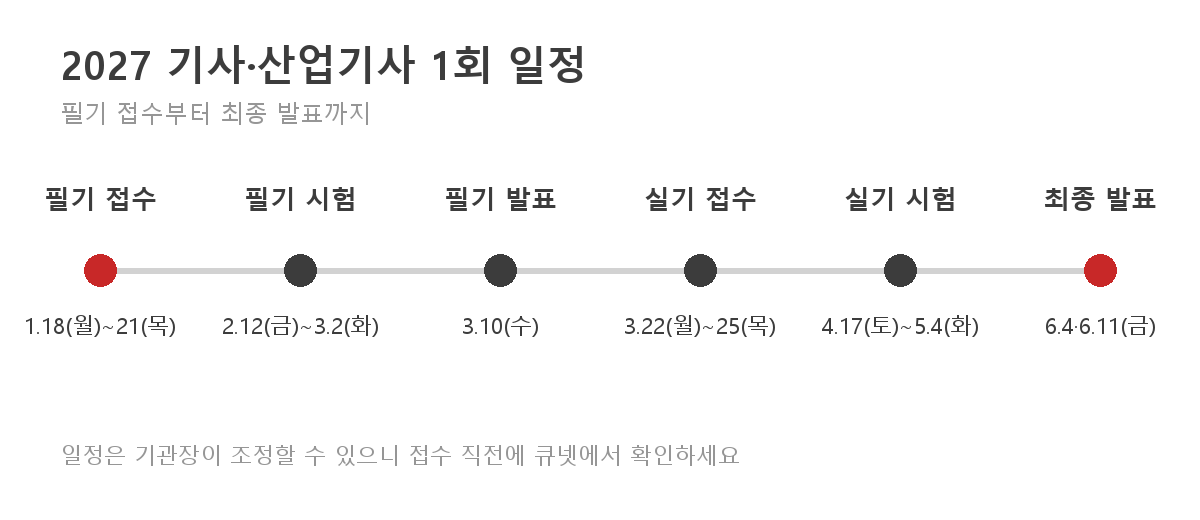 2027 기사·산업기사 1회 일정
필기 접수부터 최종 발표까지
필기 접수 필기 시험 필기 발표 실기 접수 실기 시험 최종 발표
1.18(월)~21(목) 2.12(금)~3.2(화) 3.10(수) 3.22(월)~25(목) 4.17(토)~5.4(화) 6.4·6.11(금)
일정은 기관장이 조정할 수 있으니 접수 직전에 큐넷에서 확인하세요